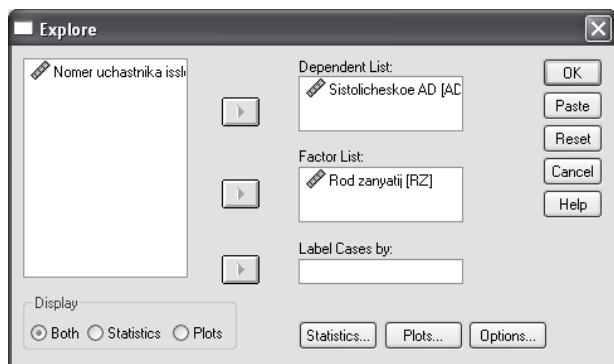 Explore
Nomer uchastnika issl
Dependent List:
Sistolicheskoe AD [AD
Factor List:
Rod zanyatij [RZ]
Label Cases by:
OK
Paste
Reset
Cancel
Help
Display
Both Statistics Plots
Statistics... Plots... Options...